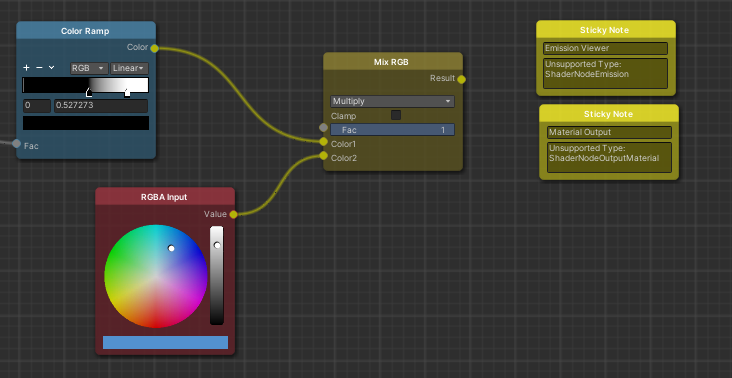 Color Ramp
Color
RGB
Linear
0
0.527273
Fac
RGBA Input
Value
Mix RGB
Result
Multiply
Clamp
Fac 1
Color1
Color2
Sticky Note
Emission Viewer
Unsupported Type:
ShaderNodeEmission
Sticky Note
Material Output
Unsupported Type:
ShaderNodeOutputMaterial